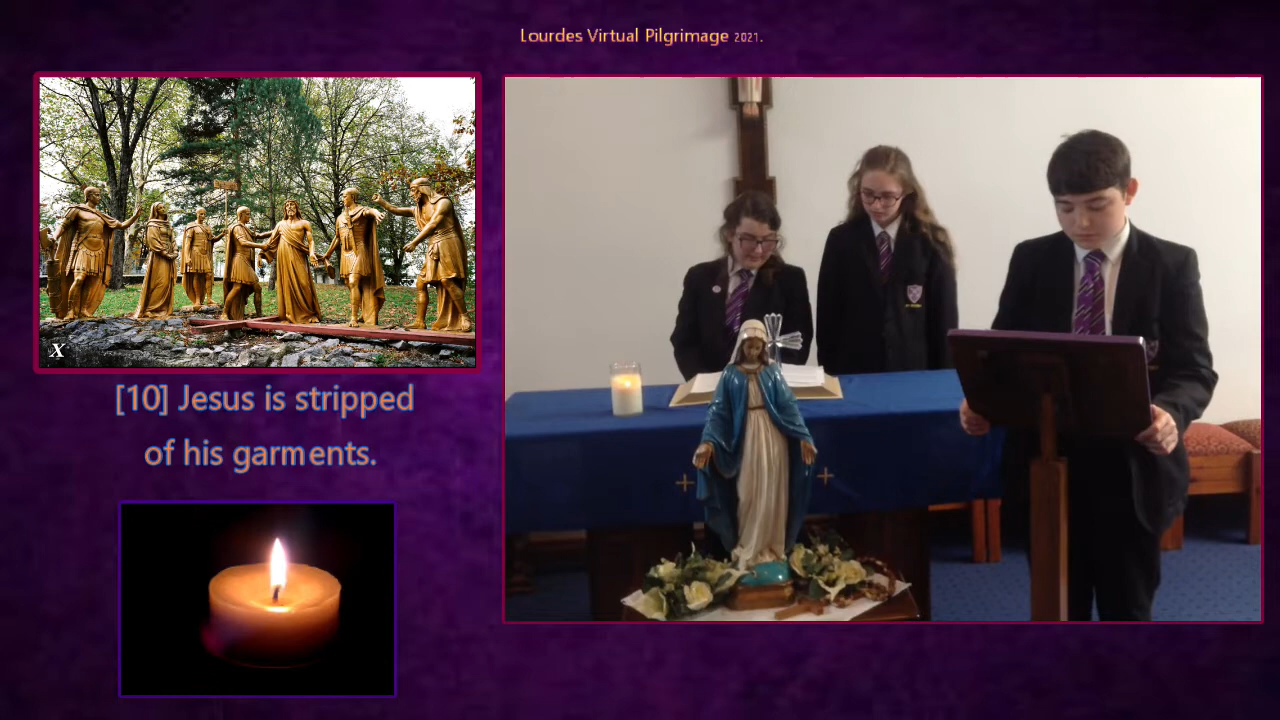 Lourdes Virtual Pilgrimage 2021.
X
[10] Jesus is stripped
of his garments.